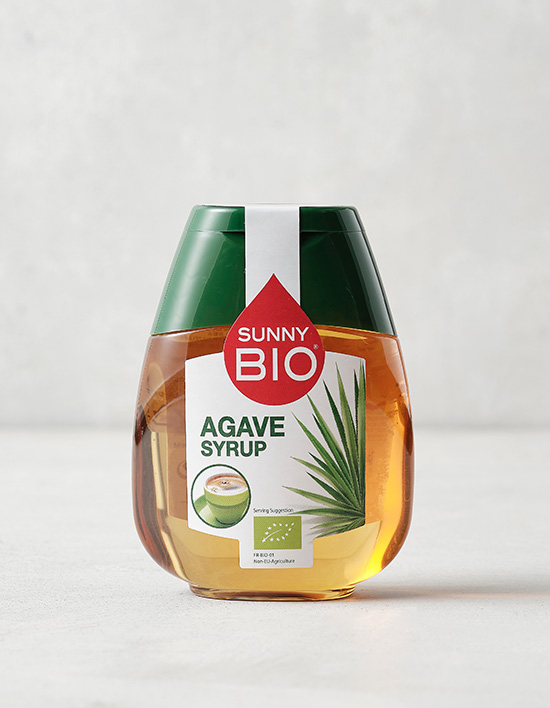 SUNNY
BIO®
AGAVE
SYRUP
Serving Suggestion
FR-BIO-01
Non-EU-Agriculture